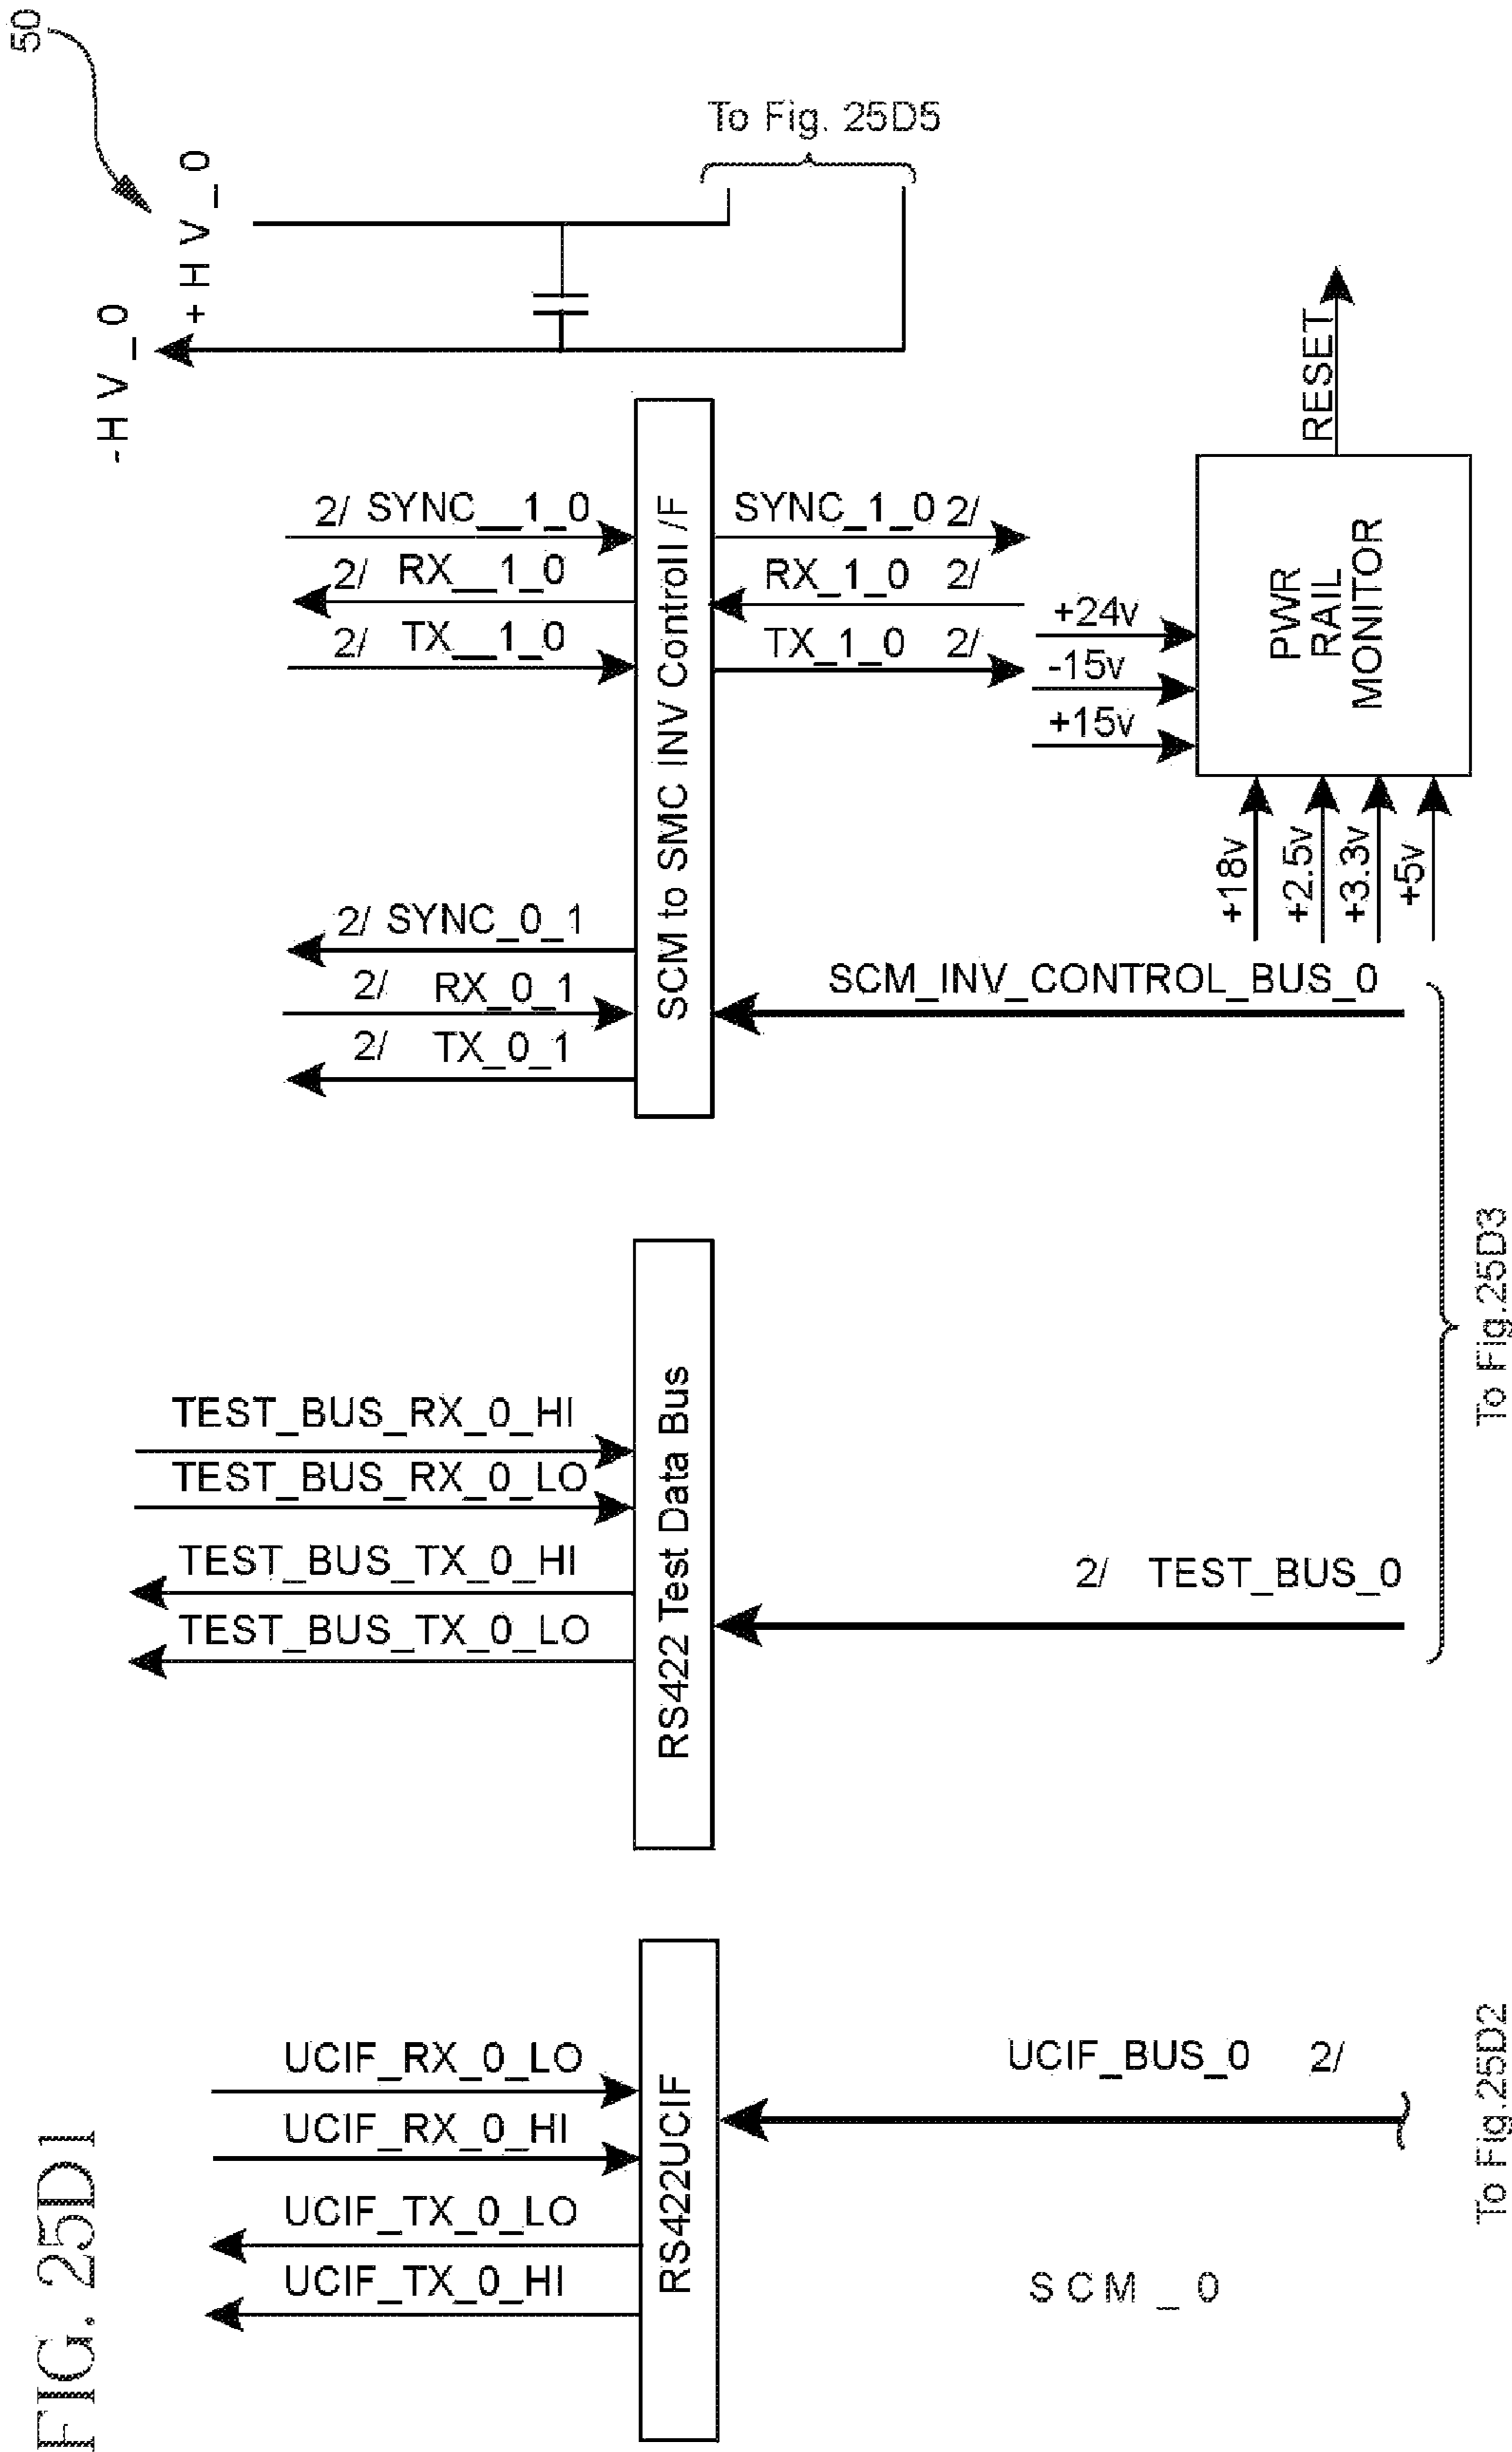 FIG. 25D1
50
-HV_0
+HV_0
To Fig. 25D5
UCIF_TX_0_HI
UCIF_TX_0_LO
UCIF_RX_0_HI
UCIF_RX_0_LO
RS422UCIF
UCIF_BUS_0 2/
SCM_0
To Fig.25D2
TEST_BUS_TX_0_LO
TEST_BUS_TX_0_HI
TEST_BUS_RX_0_LO
TEST_BUS_RX_0_HI
RS422 Test Data Bus
2/ TEST_BUS_0
2/ TX_0_1
2/ RX_0_1
2/ SYNC_0_1
2/ TX__1_0
2/ RX__1_0
2/ SYNC__1_0
SCM to SMC INV Controll /F
SCM_INV_CONTROL_BUS_0
TX_1_0 2/
RX_1_0 2/
SYNC_1_0 2/
To Fig.25D3
+15v
-15v
+24v
+18v
+2.5v
+3.3v
+5v
PWR
RAIL
MONITOR
RESET